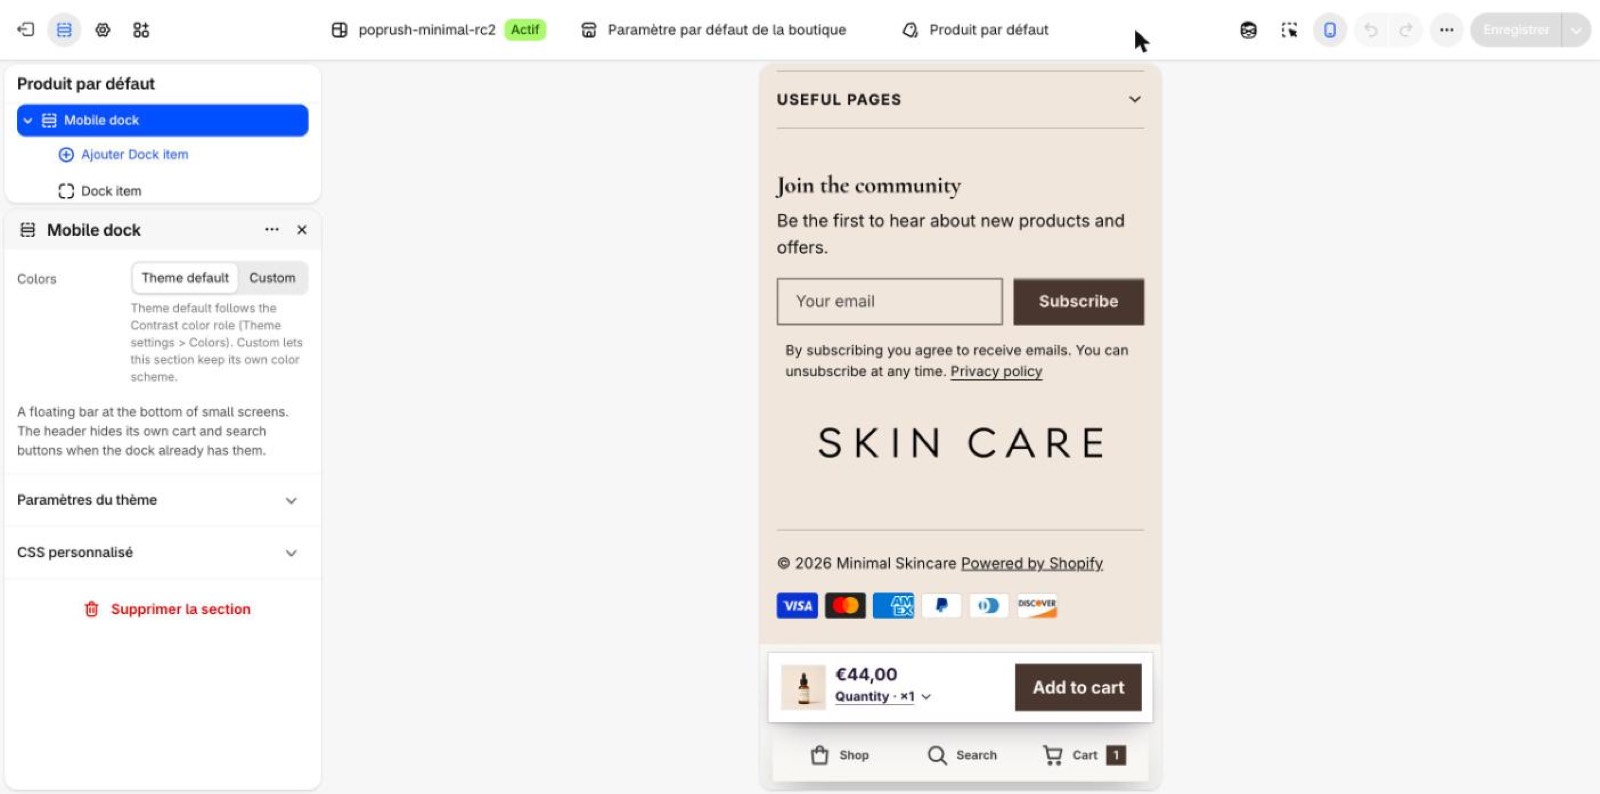 poprush-minimal-rc2 Actif Paramètre par défaut de la boutique Produit par défaut Enregistrer
Produit par défaut
Mobile dock
Ajouter Dock item
Dock item
Mobile dock
Colors Theme default Custom
Theme default follows the
Contrast color role (Theme
settings > Colors). Custom lets
this section keep its own color
scheme.
A floating bar at the bottom of small screens.
The header hides its own cart and search
buttons when the dock already has them.
Paramètres du thème
CSS personnalisé
Supprimer la section
USEFUL PAGES
Join the community
Be the first to hear about new products and
offers.
Your email Subscribe
By subscribing you agree to receive emails. You can
unsubscribe at any time. Privacy policy
SKIN CARE
© 2026 Minimal Skincare Powered by Shopify
VISA AMEX DISCOVER
€44,00
Quantity · ×1
Add to cart
Shop Search Cart 1